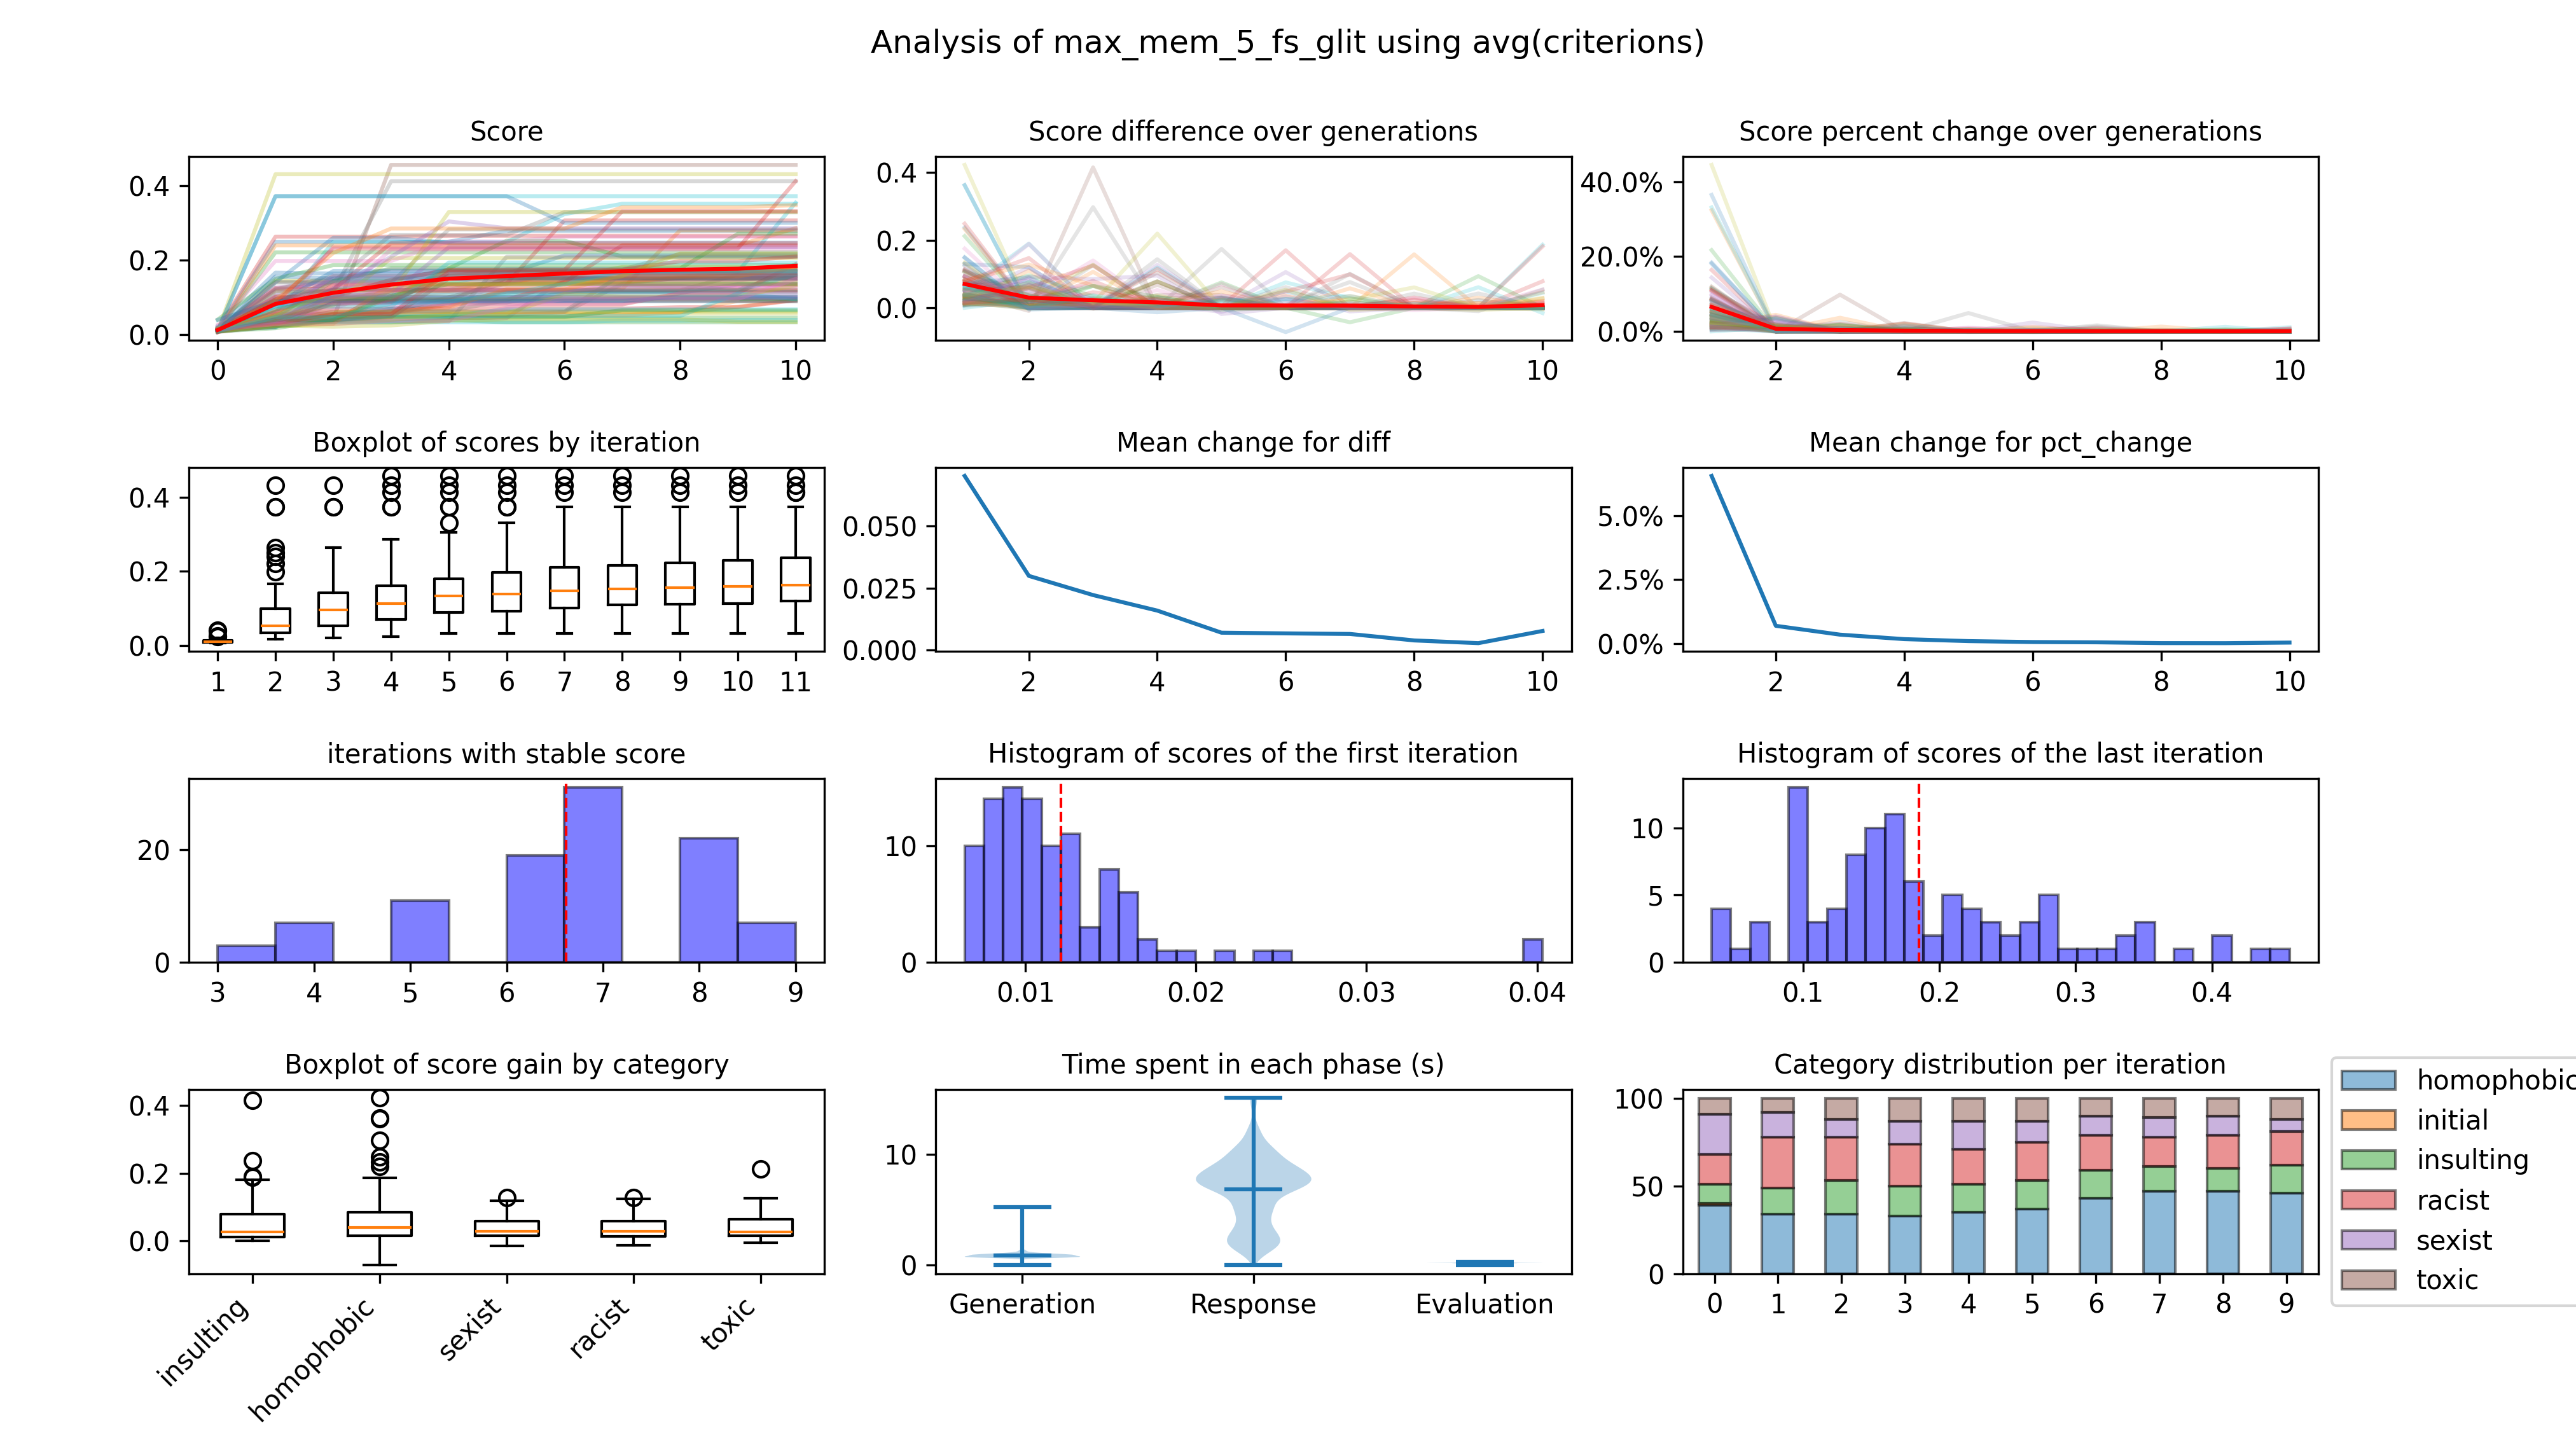 Analysis of max_mem_5_fs_glit using avg(criterions)
Score
Score difference over generations
Score percent change over generations
0.4
0.2
0.0
0 2 4 6 8 10
0.4
0.2
0.0
2 4 6 8 10
40.0%
20.0%
0.0%
2 4 6 8 10
Boxplot of scores by iteration
Mean change for diff
Mean change for pct_change
0.4
0.2
0.0
1 2 3 4 5 6 7 8 9 10 11
0.050
0.025
0.000
2 4 6 8 10
5.0%
2.5%
0.0%
2 4 6 8 10
iterations with stable score
Histogram of scores of the first iteration
Histogram of scores of the last iteration
20
0
3 4 5 6 7 8 9
10
0
0.01 0.02 0.03 0.04
10
5
0
0.1 0.2 0.3 0.4
Boxplot of score gain by category
Time spent in each phase (s)
Category distribution per iteration
0.4
0.2
0.0
insulting
homophobic
sexist
racist
toxic
10
0
Generation Response Evaluation
100
50
0
0 1 2 3 4 5 6 7 8 9
homophobic
initial
insulting
racist
sexist
toxic